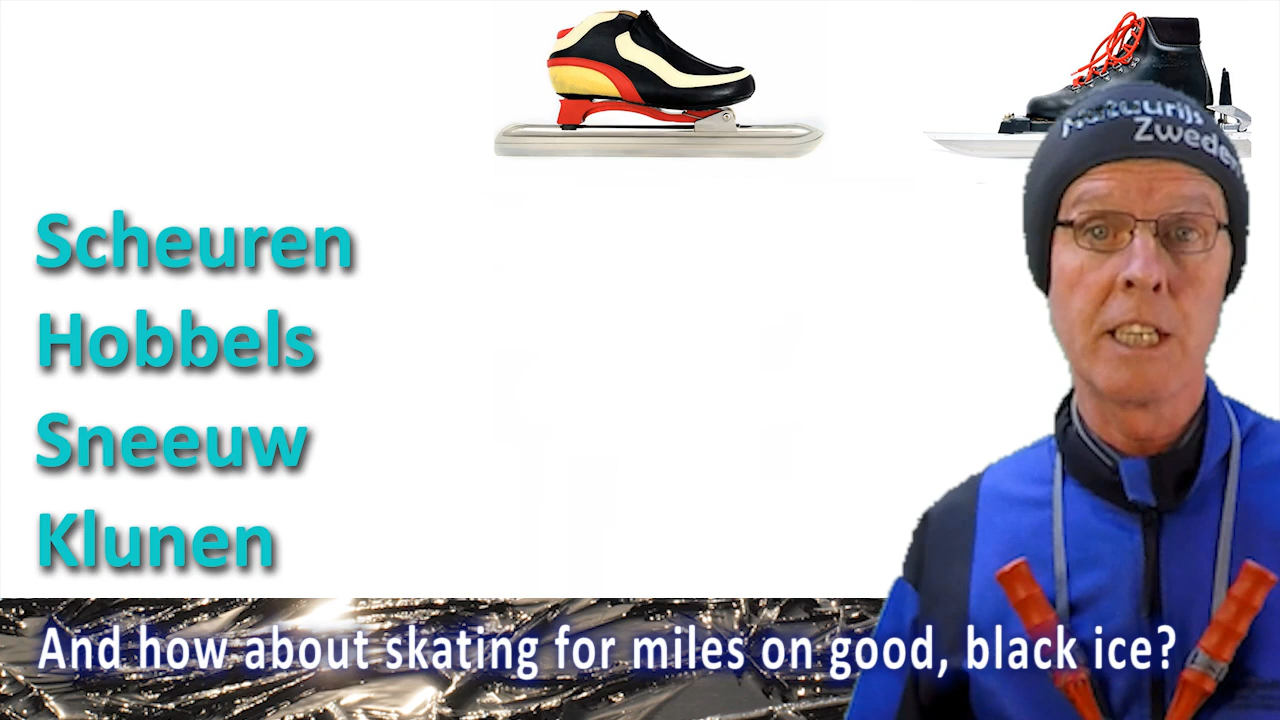 Natuurijs
Zweden
Scheuren
Hobbels
Sneeuw
Klunen
And how about skating for miles on good, black ice?